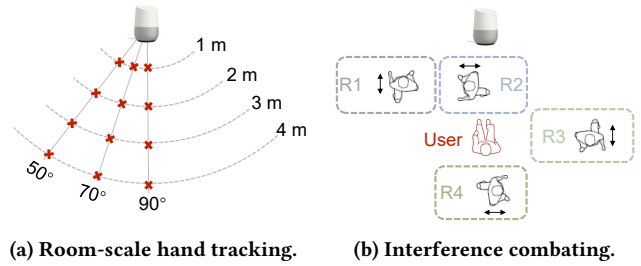 1 m
2 m
3 m
4 m
50°
70°
90°
R1
R2
User
R3
R4
(a) Room-scale hand tracking.
(b) Interference combating.